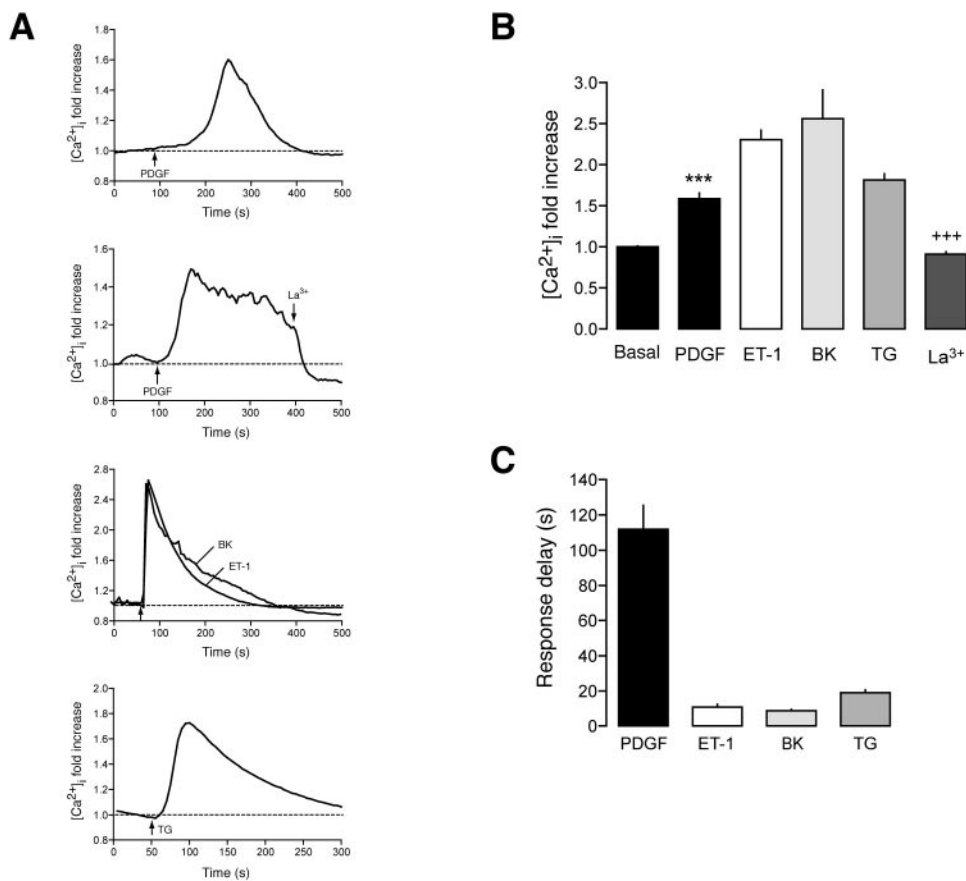 A
[Ca²⁺]ᵢ fold increase
1.8
1.6
1.4
1.2
1.0
0.8
PDGF
0 100 200 300 400 500
Time (s)
[Ca²⁺]ᵢ fold increase
1.6
1.4
1.2
1.0
0.8
La³⁺
PDGF
0 100 200 300 400 500
Time (s)
[Ca²⁺]ᵢ fold increase
2.8
2.4
2.0
1.6
1.2
0.8
BK
ET-1
0 100 200 300 400 500
Time (s)
[Ca²⁺]ᵢ fold increase
2.0
1.8
1.6
1.4
1.2
1.0
0.8
TG
0 50 100 150 200 250 300
Time (s)
B
[Ca²⁺]ᵢ fold increase
3.0
2.5
2.0
1.5
1.0
0.5
0.0
***
+++
Basal PDGF ET-1 BK TG La³⁺
C
Response delay (s)
140
120
100
80
60
40
20
0
PDGF ET-1 BK TG